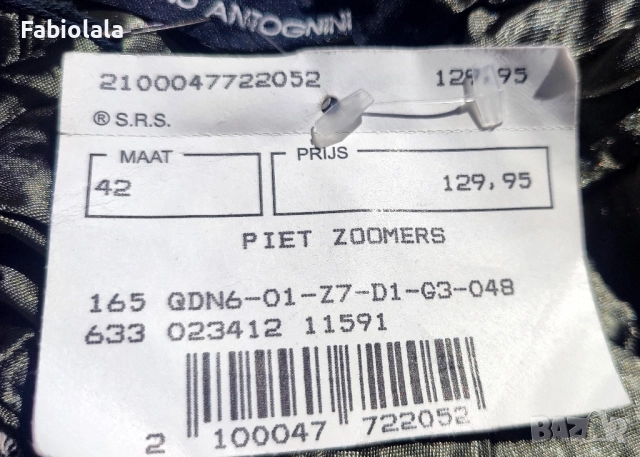 Fabiolala
ANTOGNINI
2100047722052 129,95
® S.R.S.
MAAT PRIJS
42 129,95
PIET ZOOMERS
165 QDN6-01-Z7-D1-G3-048
633 023412 11591
2 100047 722052
BAZAR